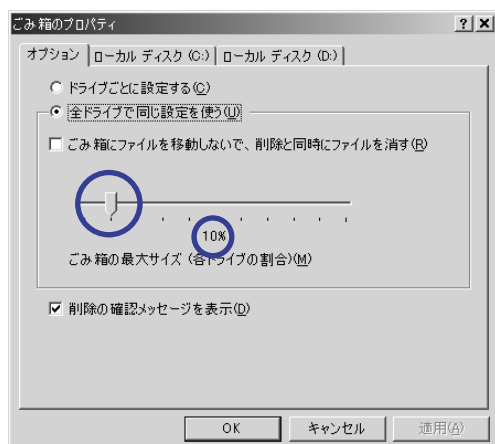 ごみ箱のプロパティ
オプション ローカル ディスク (C:) ローカル ディスク (D:)
ドライブごとに設定する(C)
全ドライブで同じ設定を使う(U)
ごみ箱にファイルを移動しないで、削除と同時にファイルを消す(R)
10%
ごみ箱の最大サイズ (各ドライブの割合)(M)
削除の確認メッセージを表示(D)
OK キャンセル 適用(A)